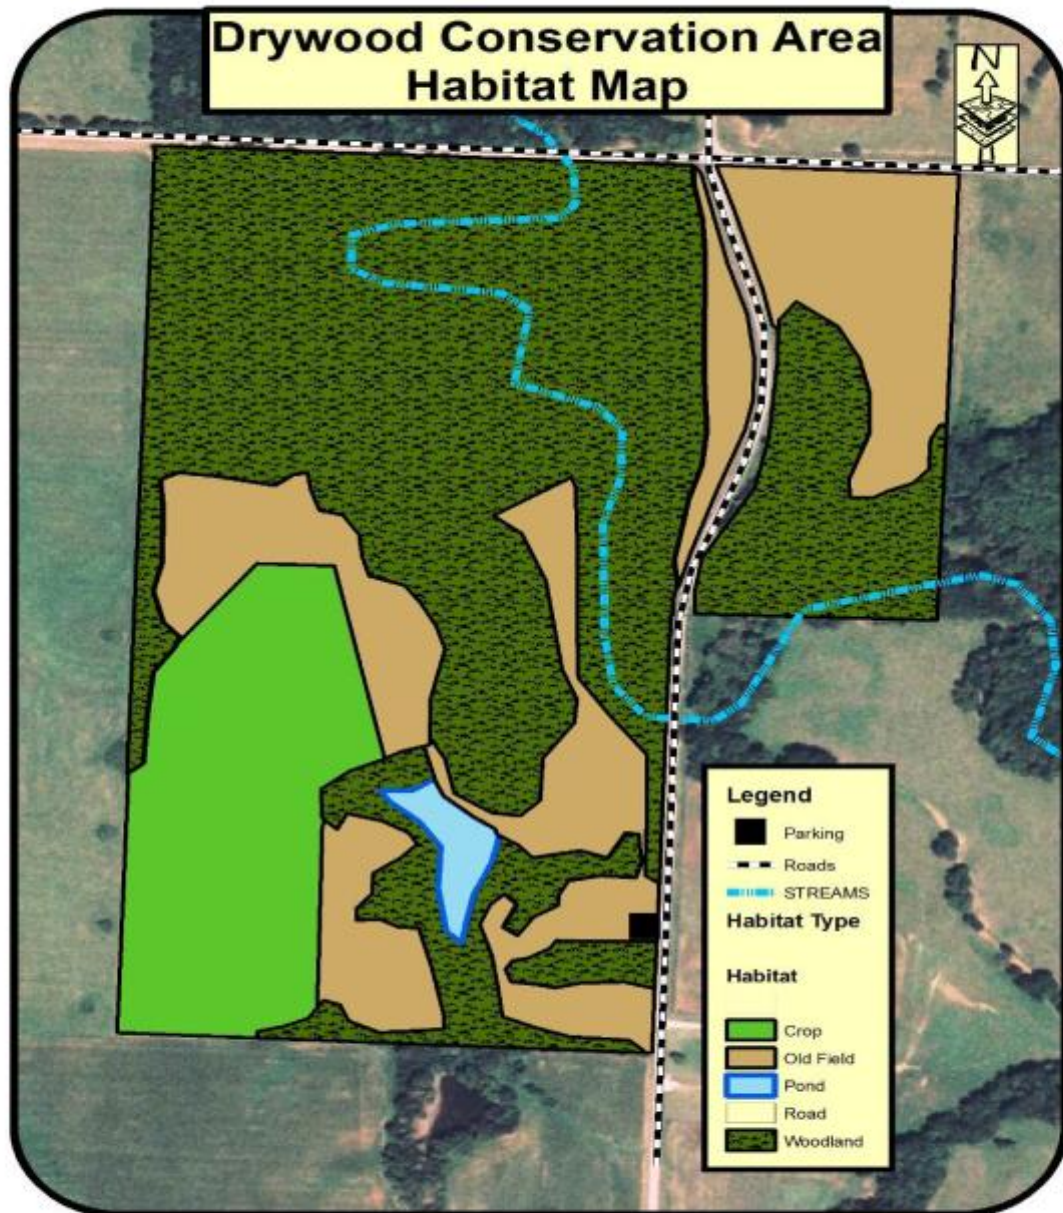 Drywood Conservation Area
Habitat Map
N
Legend
Parking
Roads
STREAMS
Habitat Type
Habitat
Crop
Old Field
Pond
Road
Woodland